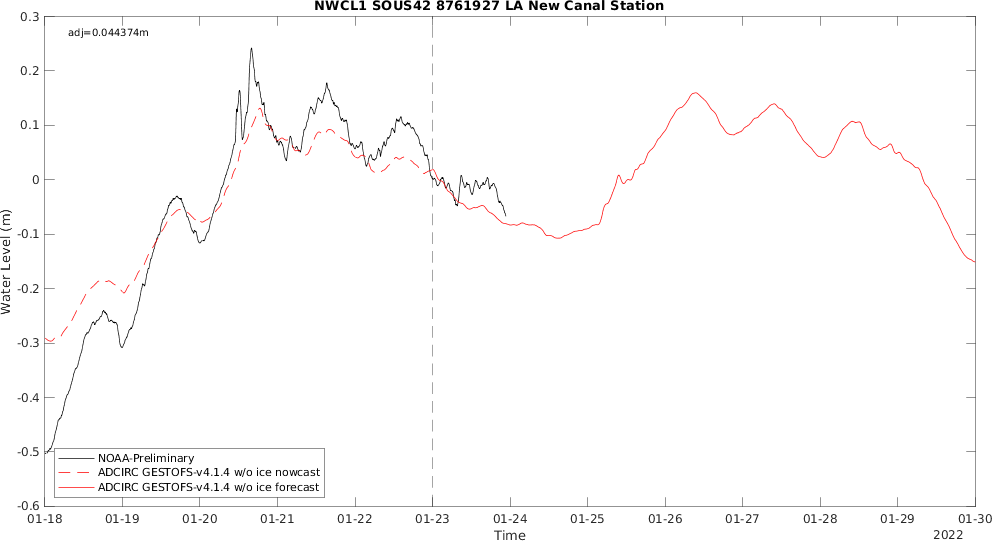 NWCL1 SOUS42 8761927 LA New Canal Station
adj=0.044374m
0.3
0.2
0.1
0
-0.1
-0.2
-0.3
-0.4
-0.5
-0.6
Water Level (m)
NOAA-Preliminary
ADCIRC GESTOFS-v4.1.4 w/o ice nowcast
ADCIRC GESTOFS-v4.1.4 w/o ice forecast
01-18 01-19 01-20 01-21 01-22 01-23 01-24 01-25 01-26 01-27 01-28 01-29 01-30
Time
2022